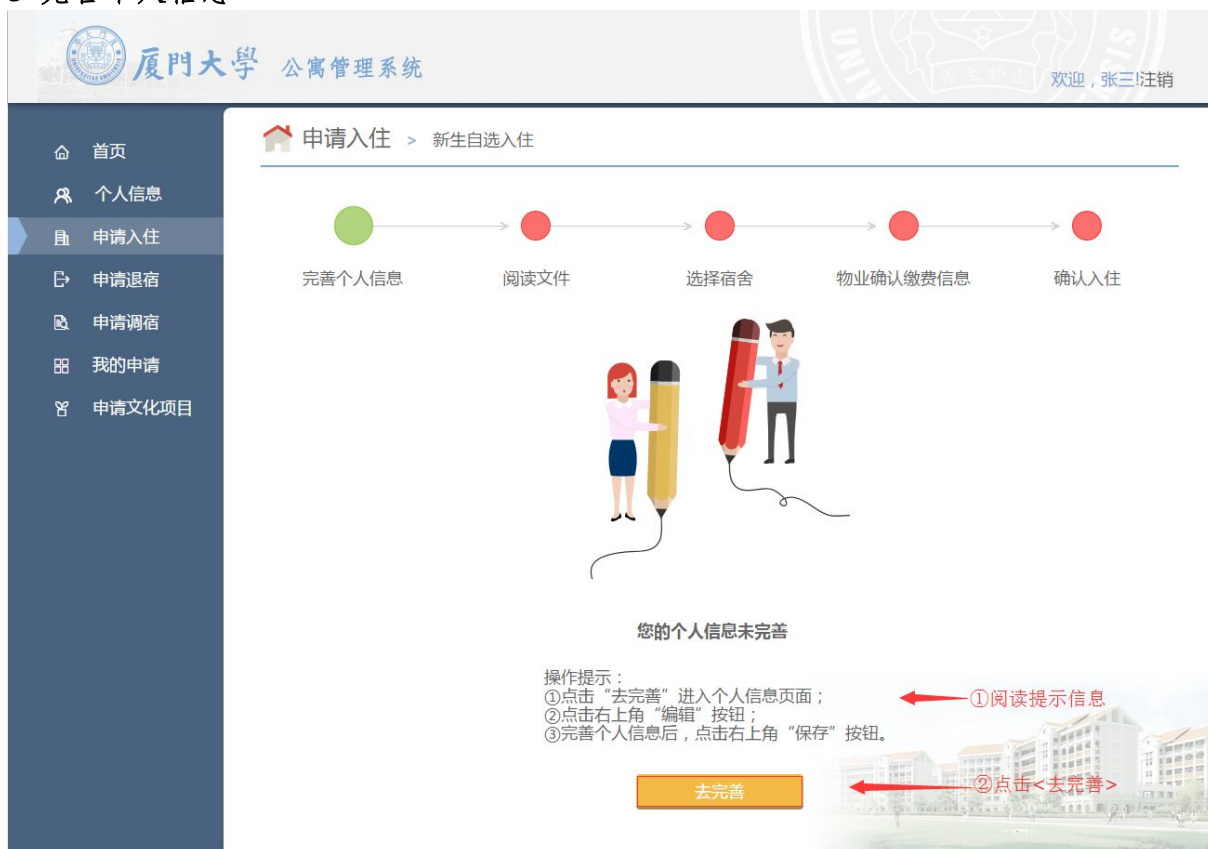 完善个人信息
厦門大學 公寓管理系统
欢迎，张三!注销
首页
个人信息
申请入住
申请退宿
申请调宿
我的申请
申请文化项目
申请入住 > 新生自选入住
完善个人信息 阅读文件 选择宿舍 物业确认缴费信息 确认入住
您的个人信息未完善
操作提示：
①点击“去完善”进入个人信息页面；
②点击右上角“编辑”按钮；
③完善个人信息后，点击右上角“保存”按钮。
①阅读提示信息
去完善
②点击<去完善>